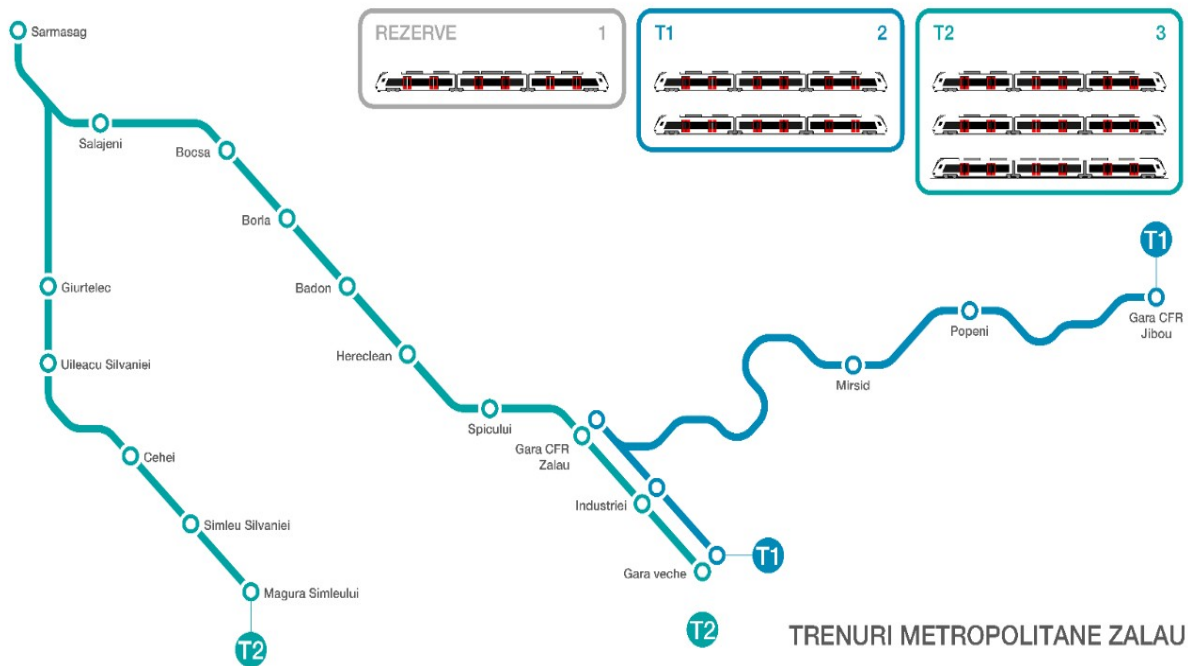 Sarmasag
REZERVE 1
T1 2
T2 3
Salajeni
Bocsa
Borla
Badon
Hereclean
Spicului
Gara CFR
Zalau
Industriei
Gara veche
Giurtelec
Uileacu Silvaniei
Cehei
Simleu Silvaniei
Magura Simleului
T2
T1
Gara CFR
Jibou
Popeni
Mirsid
T1
T2
TRENURI METROPOLITANE ZALAU